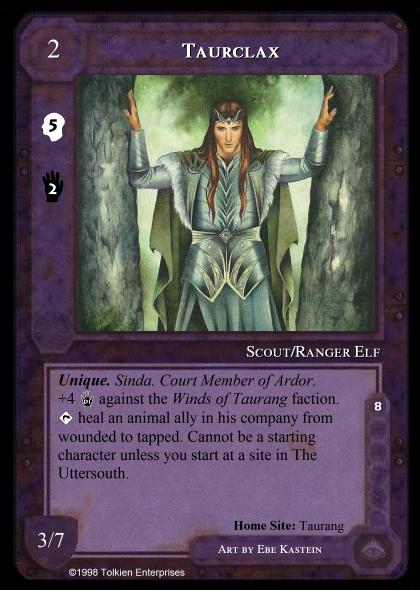 2
TAURCLAX
5
2
SCOUT/RANGER ELF
Unique. Sinda. Court Member of Ardor.
+4 against the Winds of Taurang faction.
heal an animal ally in his company from
wounded to tapped. Cannot be a starting
character unless you start at a site in The
Uttersouth.
8
Home Site: Taurang
3/7
ART BY EBE KASTEIN
©1998 Tolkien Enterprises